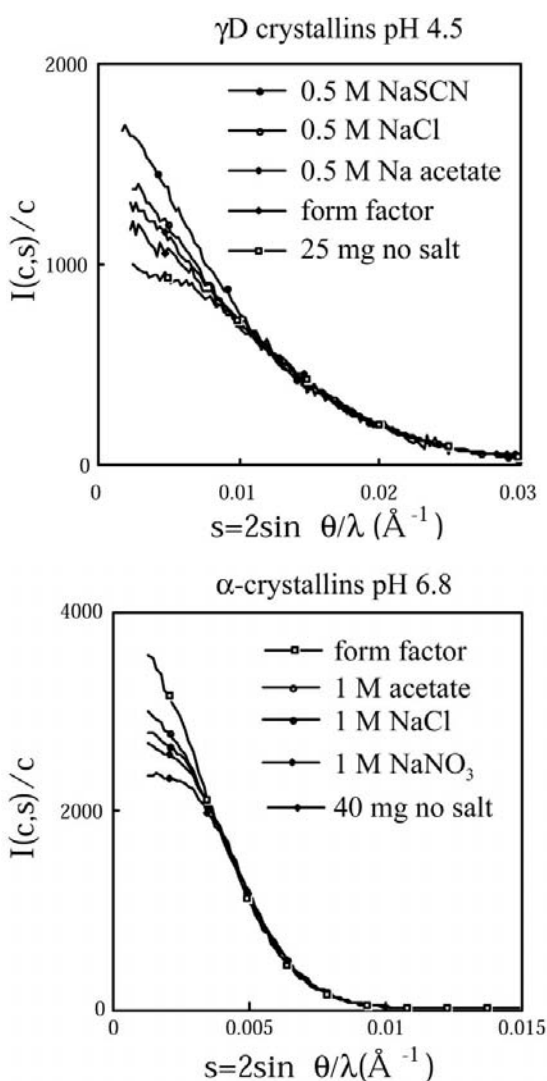 γD crystallins pH 4.5
2000
0.5 M NaSCN
0.5 M NaCl
0.5 M Na acetate
form factor
25 mg no salt
I(c,s)/c
1000
0
0 0.01 0.02 0.03
s=2sin θ/λ (Å⁻¹)
α-crystallins pH 6.8
4000
form factor
1 M acetate
1 M NaCl
1 M NaNO₃
40 mg no salt
I(c,s)/c
2000
0
0 0.005 0.01 0.015
s=2sin θ/λ(Å⁻¹)